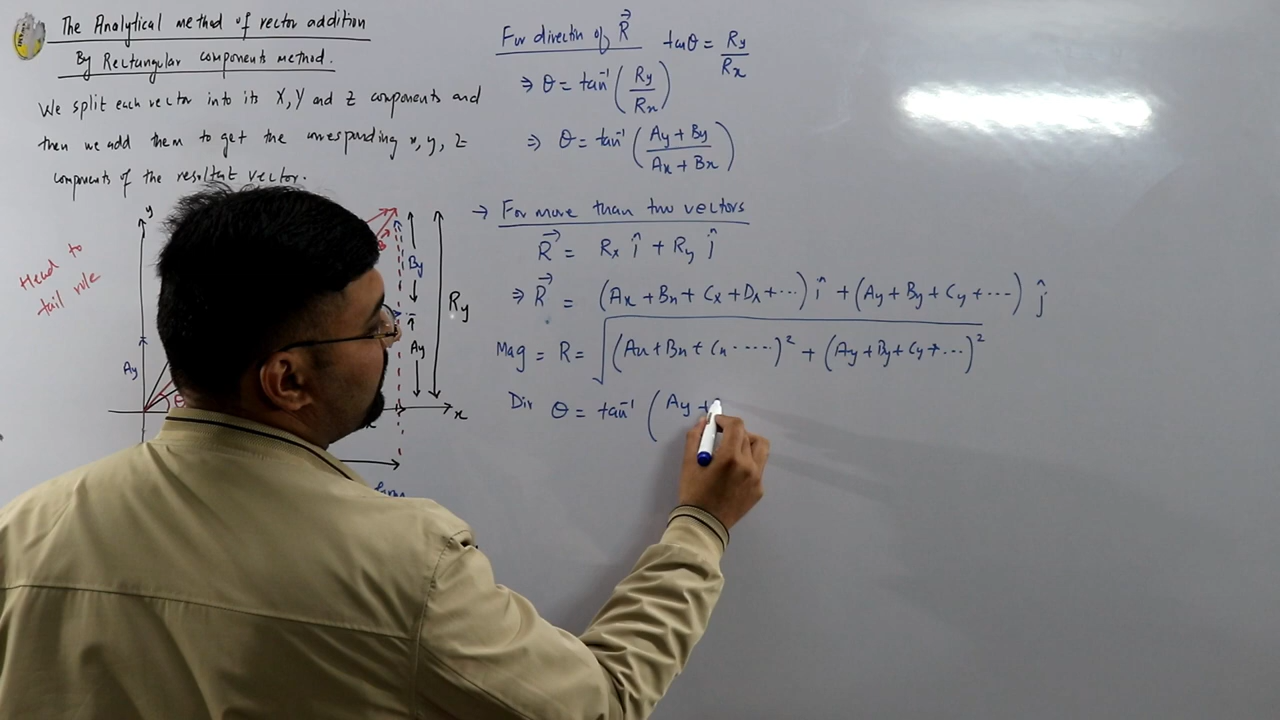 The Analytical method of vector addition
By Rectangular components method.
We split each vector into its X, Y and Z components and
then we add them to get the corresponding x, y, z
components of the resultant vector.
Head to
tail rule
y
Ay
θ
x
By
Ay
Ry
For direction of R⃗ tanθ = Ry/Rx
⇒ θ = tan⁻¹ (Ry/Rx)
⇒ θ = tan⁻¹ (Ay + By / Ax + Bx)
→ For more than two vectors
R⃗ = Rx î + Ry ĵ
⇒ R⃗ = (Ax + Bx + Cx + Dx + ...) î + (Ay + By + Cy + ....) ĵ
Mag = R = √(Ax + Bx + Cx .....)² + (Ay + By + Cy + ...)²
Dir θ = tan⁻¹ (Ay +